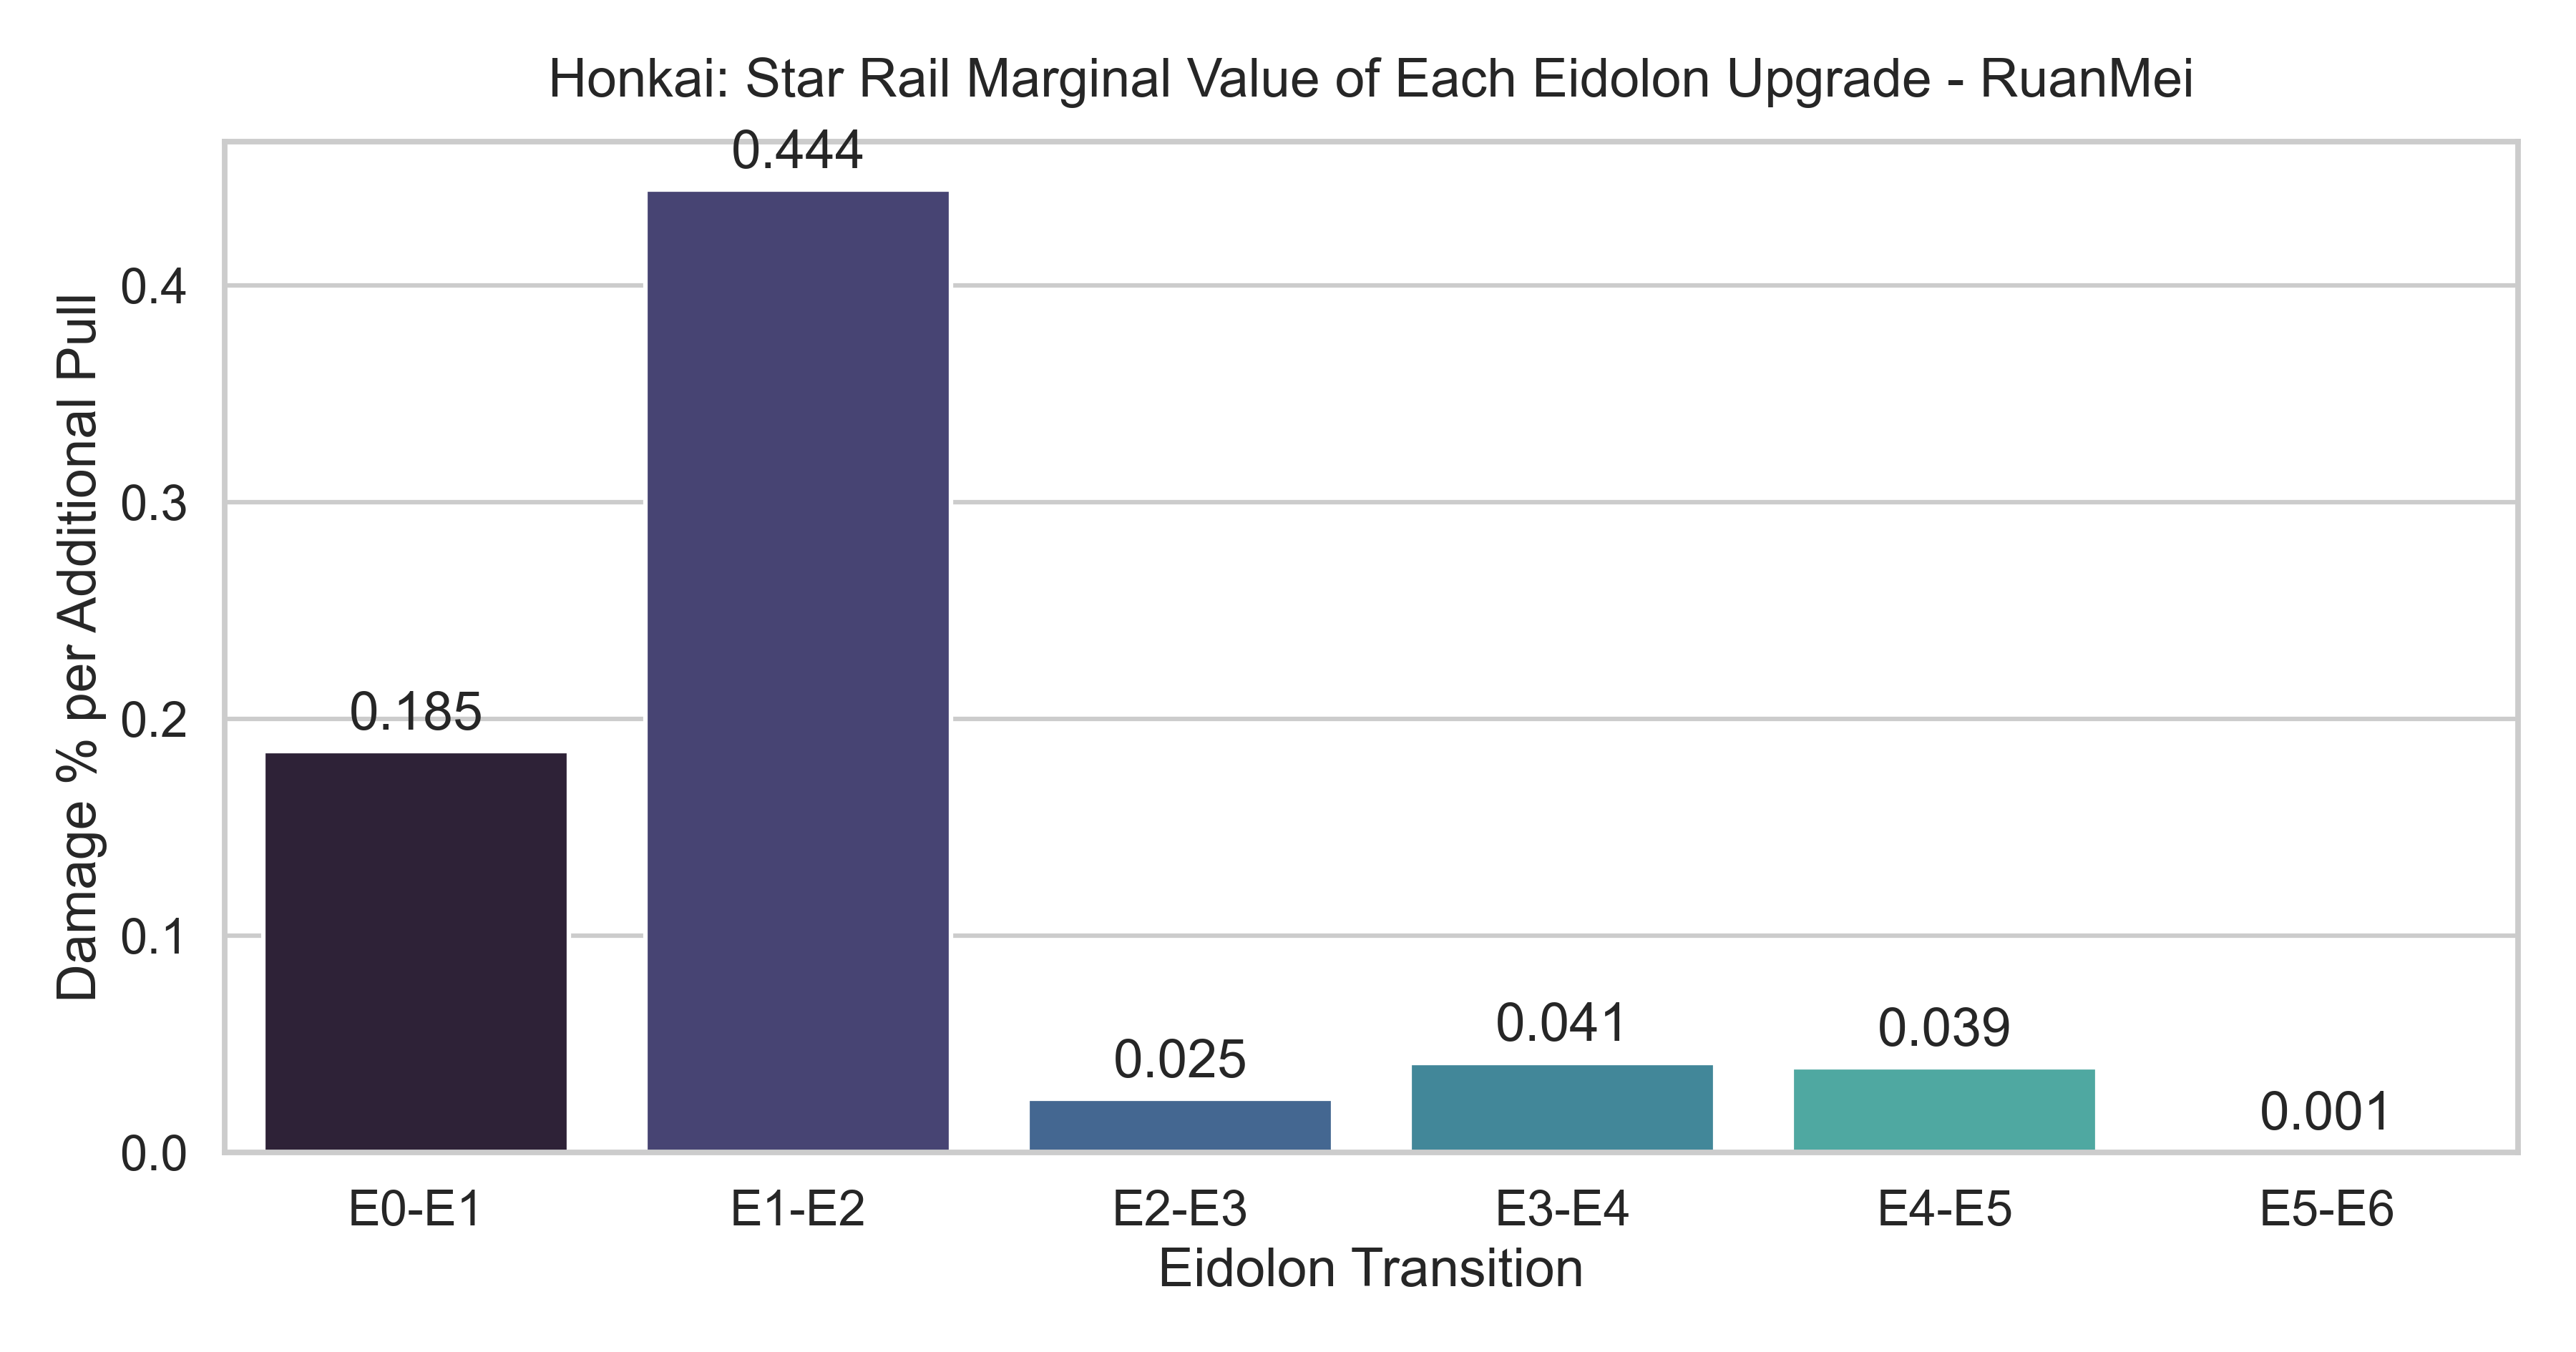 Honkai: Star Rail Marginal Value of Each Eidolon Upgrade - RuanMei
Damage % per Additional Pull
0.4
0.3
0.2
0.1
0.0
0.185
0.444
0.025
0.041
0.039
0.001
E0-E1
E1-E2
E2-E3
E3-E4
E4-E5
E5-E6
Eidolon Transition